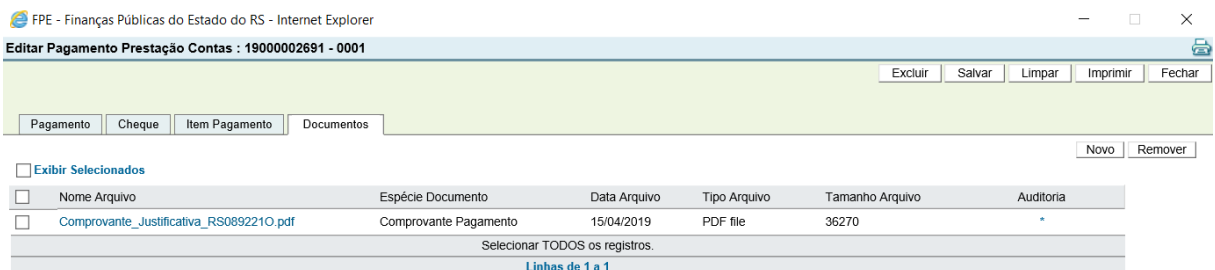 FPE - Finanças Públicas do Estado do RS - Internet Explorer
Editar Pagamento Prestação Contas : 19000002691 - 0001
Excluir Salvar Limpar Imprimir Fechar
Pagamento Cheque Item Pagamento Documentos
Novo Remover
Exibir Selecionados
Nome Arquivo Espécie Documento Data Arquivo Tipo Arquivo Tamanho Arquivo Auditoria
Comprovante_Justificativa_RS089221O.pdf Comprovante Pagamento 15/04/2019 PDF file 36270 *
Selecionar TODOS os registros.
Linhas de 1 a 1